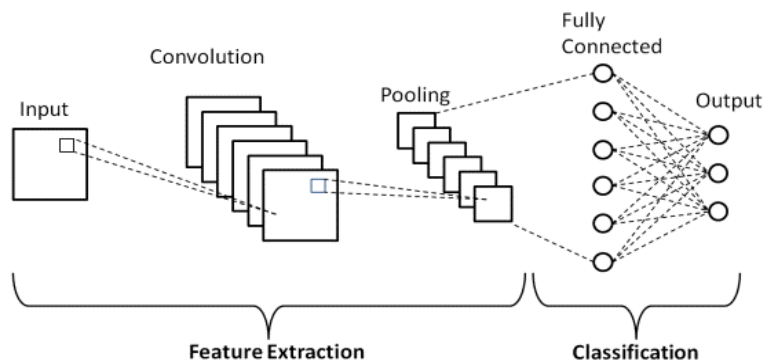 Input
Convolution
Pooling
Fully
Connected
Output
Feature Extraction
Classification